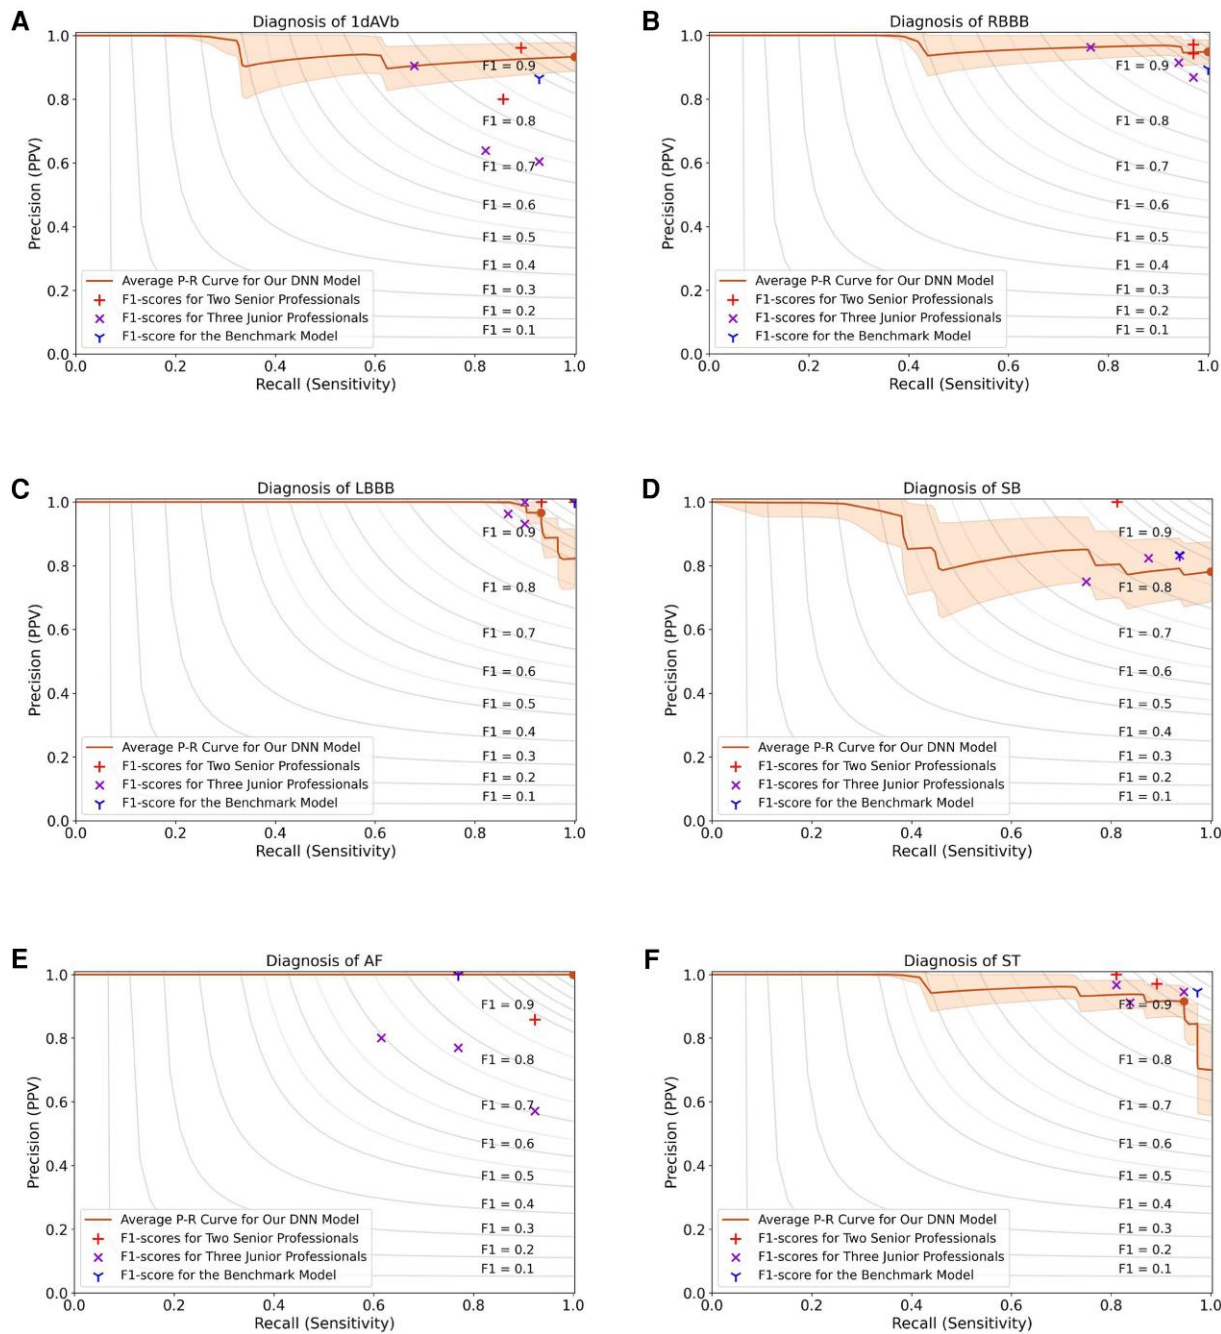 A
Diagnosis of 1dAVb
1.0
0.8
0.6
0.4
0.2
0.0
Precision (PPV)
F1 = 0.9
F1 = 0.8
F1 = 0.7
F1 = 0.6
F1 = 0.5
F1 = 0.4
F1 = 0.3
F1 = 0.2
F1 = 0.1
Average P-R Curve for Our DNN Model
F1-scores for Two Senior Professionals
F1-scores for Three Junior Professionals
F1-score for the Benchmark Model
0.0 0.2 0.4 0.6 0.8 1.0
Recall (Sensitivity)
B
Diagnosis of RBBB
1.0
0.8
0.6
0.4
0.2
0.0
Precision (PPV)
F1 = 0.9
F1 = 0.8
F1 = 0.7
F1 = 0.6
F1 = 0.5
F1 = 0.4
F1 = 0.3
F1 = 0.2
F1 = 0.1
Average P-R Curve for Our DNN Model
F1-scores for Two Senior Professionals
F1-scores for Three Junior Professionals
F1-score for the Benchmark Model
0.0 0.2 0.4 0.6 0.8 1.0
Recall (Sensitivity)
C
Diagnosis of LBBB
1.0
0.8
0.6
0.4
0.2
0.0
Precision (PPV)
F1 = 0.9
F1 = 0.8
F1 = 0.7
F1 = 0.6
F1 = 0.5
F1 = 0.4
F1 = 0.3
F1 = 0.2
F1 = 0.1
Average P-R Curve for Our DNN Model
F1-scores for Two Senior Professionals
F1-scores for Three Junior Professionals
F1-score for the Benchmark Model
0.0 0.2 0.4 0.6 0.8 1.0
Recall (Sensitivity)
D
Diagnosis of SB
1.0
0.8
0.6
0.4
0.2
0.0
Precision (PPV)
F1 = 0.9
F1 = 0.8
F1 = 0.7
F1 = 0.6
F1 = 0.5
F1 = 0.4
F1 = 0.3
F1 = 0.2
F1 = 0.1
Average P-R Curve for Our DNN Model
F1-scores for Two Senior Professionals
F1-scores for Three Junior Professionals
F1-score for the Benchmark Model
0.0 0.2 0.4 0.6 0.8 1.0
Recall (Sensitivity)
E
Diagnosis of AF
1.0
0.8
0.6
0.4
0.2
0.0
Precision (PPV)
F1 = 0.9
F1 = 0.8
F1 = 0.7
F1 = 0.6
F1 = 0.5
F1 = 0.4
F1 = 0.3
F1 = 0.2
F1 = 0.1
Average P-R Curve for Our DNN Model
F1-scores for Two Senior Professionals
F1-scores for Three Junior Professionals
F1-score for the Benchmark Model
0.0 0.2 0.4 0.6 0.8 1.0
Recall (Sensitivity)
F
Diagnosis of ST
1.0
0.8
0.6
0.4
0.2
0.0
Precision (PPV)
F1 = 0.9
F1 = 0.8
F1 = 0.7
F1 = 0.6
F1 = 0.5
F1 = 0.4
F1 = 0.3
F1 = 0.2
F1 = 0.1
Average P-R Curve for Our DNN Model
F1-scores for Two Senior Professionals
F1-scores for Three Junior Professionals
F1-score for the Benchmark Model
0.0 0.2 0.4 0.6 0.8 1.0
Recall (Sensitivity)